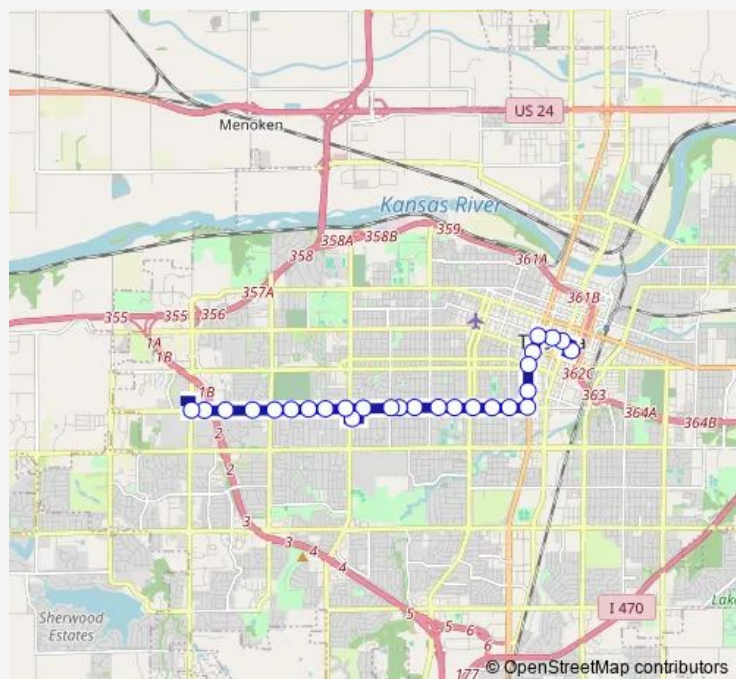 US 24
Menoken
Kansas River
358A
358B
359
358
361A
357A
361B
355
355
356
1A
1B
362C
1B
363
364A
364B
2
2
3
3
4
4
I 470
Sherwood
Estates
5
5
6
6
177
© OpenStreetMap contributors